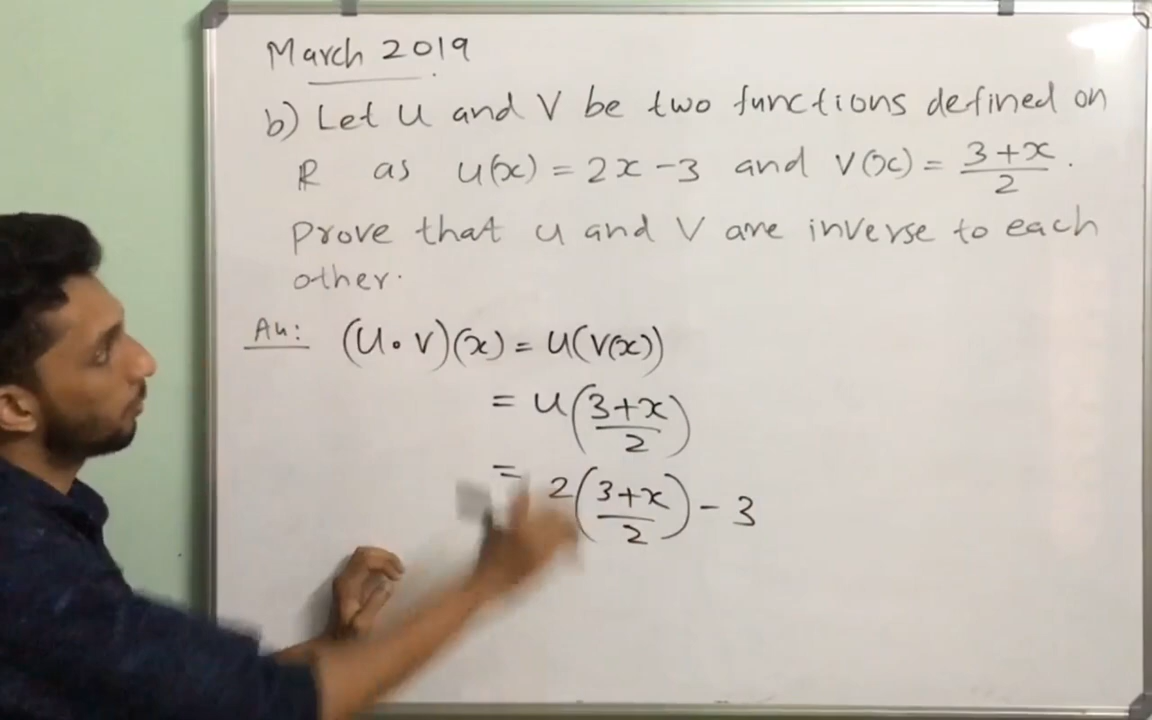 March 2019
b) Let U and V be two functions defined on
R as u(x) = 2x - 3 and V(x) = (3+x)/2.
Prove that u and V are inverse to each
other.
An: (U∘V)(x) = U(V(x))
= U((3+x)/2)
= 2((3+x)/2) - 3